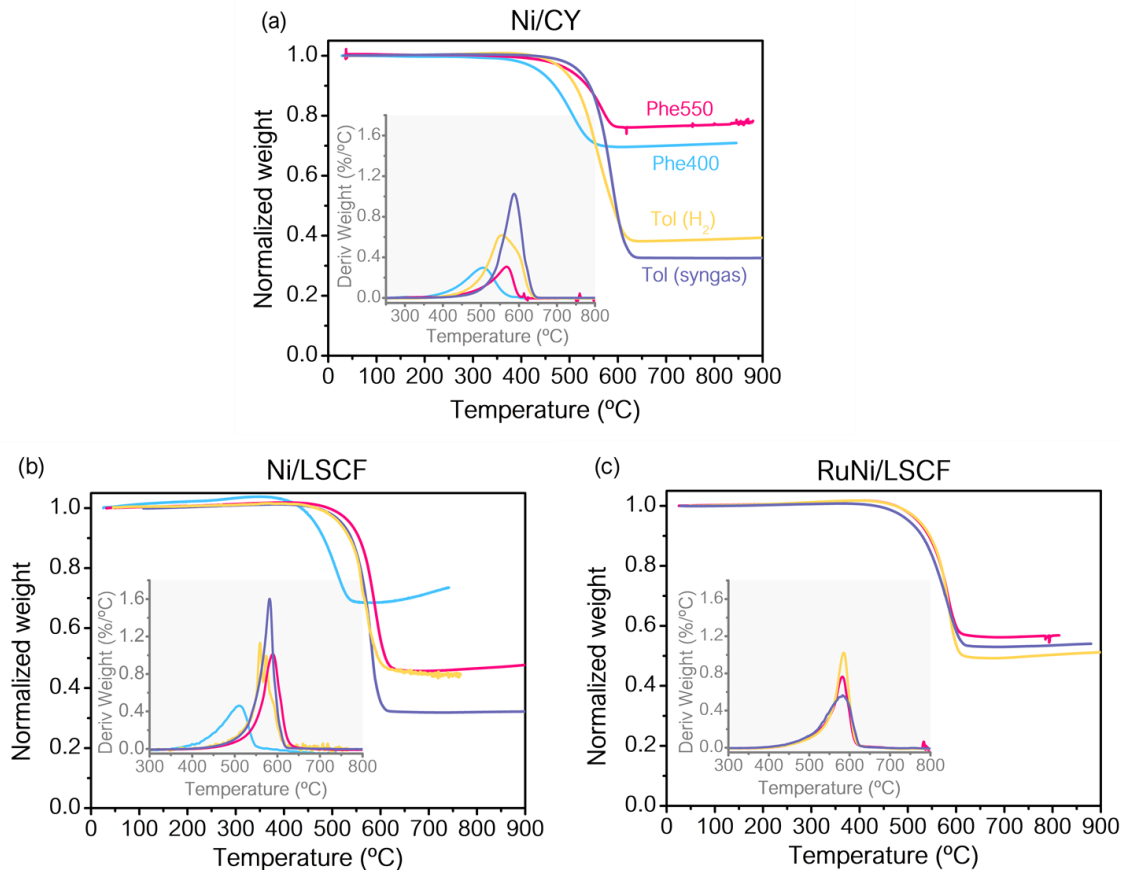 (a)
Ni/CY
Normalized weight
1.0
0.8
0.6
0.4
0.2
0.0
0 100 200 300 400 500 600 700 800 900
Temperature (ºC)
Phe550
Phe400
Tol (H2)
Tol (syngas)
Deriv Weight (%/ºC)
1.6
1.2
0.8
0.4
0.0
300 400 500 600 700 800
Temperature (ºC)
(b)
Ni/LSCF
Normalized weight
1.0
0.8
0.6
0.4
0.2
0.0
0 100 200 300 400 500 600 700 800 900
Temperature (ºC)
Deriv Weight (%/ºC)
1.6
1.2
0.8
0.4
0.0
300 400 500 600 700 800
Temperature (ºC)
(c)
RuNi/LSCF
Normalized weight
1.0
0.8
0.6
0.4
0.2
0.0
0 100 200 300 400 500 600 700 800 900
Temperature (ºC)
Deriv Weight (%/ºC)
1.6
1.2
0.8
0.4
0.0
300 400 500 600 700 800
Temperature (ºC)